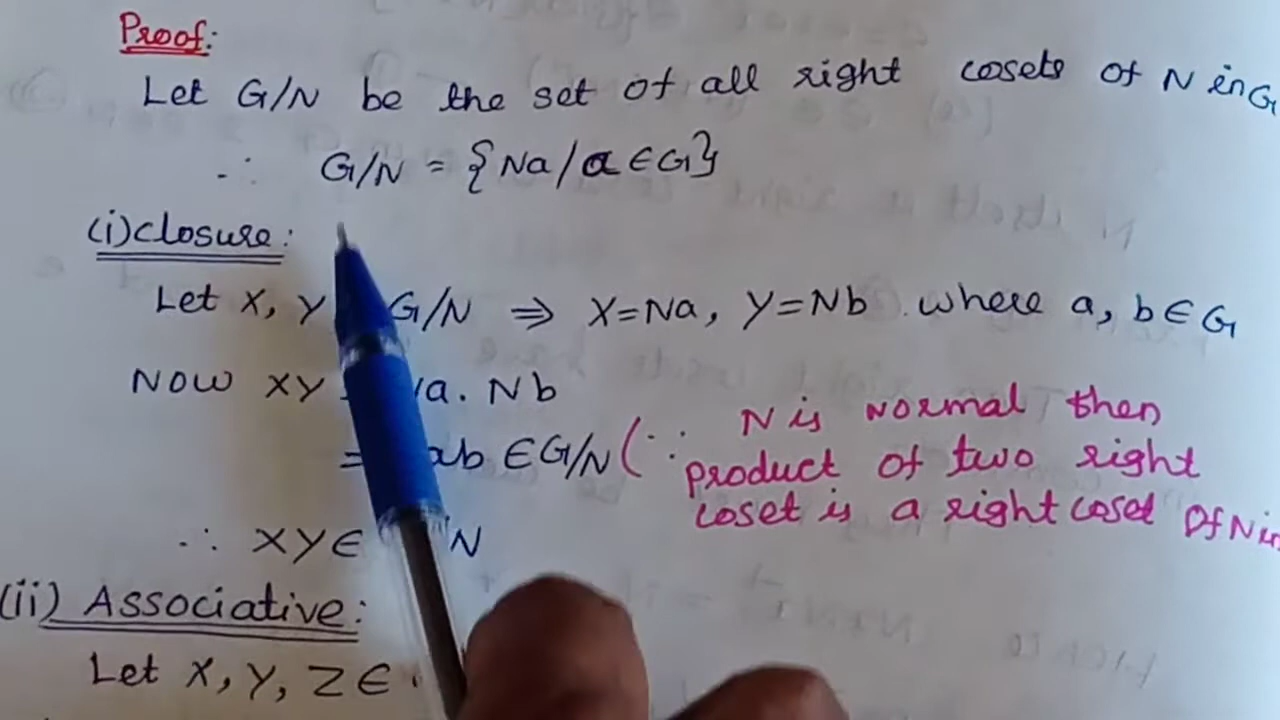 Proof:
Let G/N be the set of all right cosets of N in G
∴ G/N = {Na/a∈G}
(i) closure:
Let X, Y G/N ⇒ X=Na, Y=Nb where a, b∈G
Now XY a. Nb
= ab ∈G/N (∵ N is normal then
product of two right
coset is a right coset of N in
∴ XY∈ N
(ii) Associative:
Let X, Y, Z∈